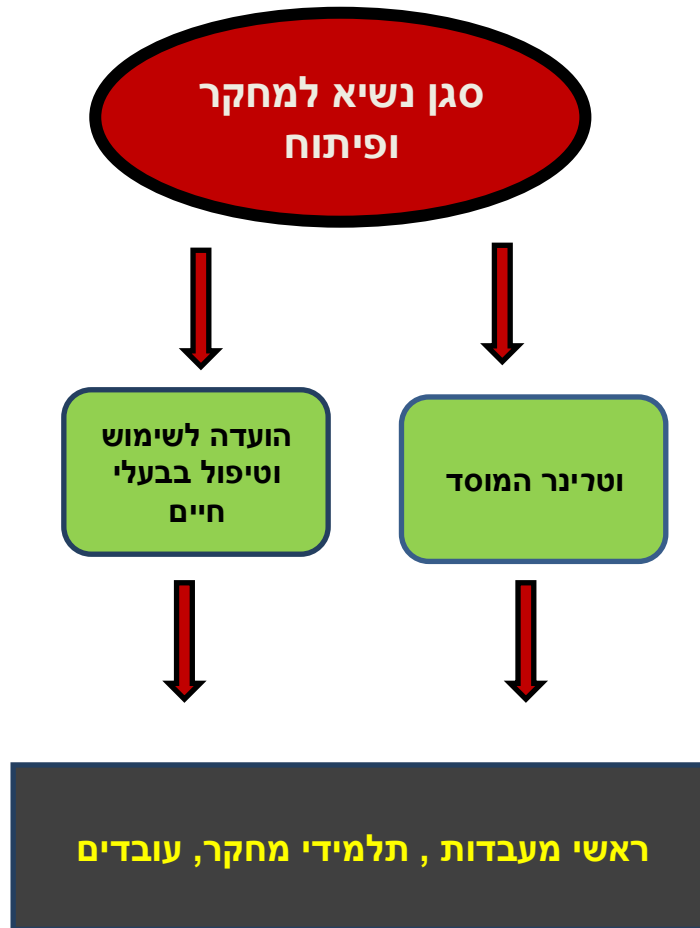 סגן נשיא למחקר
ופיתוח
וטרינר המוסד
הועדה לשימוש
וטיפול בבעלי
חיים
ראשי מעבדות , תלמידי מחקר, עובדים